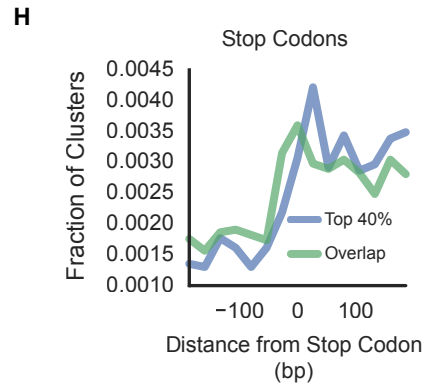 H
Stop Codons
Fraction of Clusters
0.0045
0.0040
0.0035
0.0030
0.0025
0.0020
0.0015
0.0010
Top 40%
Overlap
−100 0 100
Distance from Stop Codon
(bp)